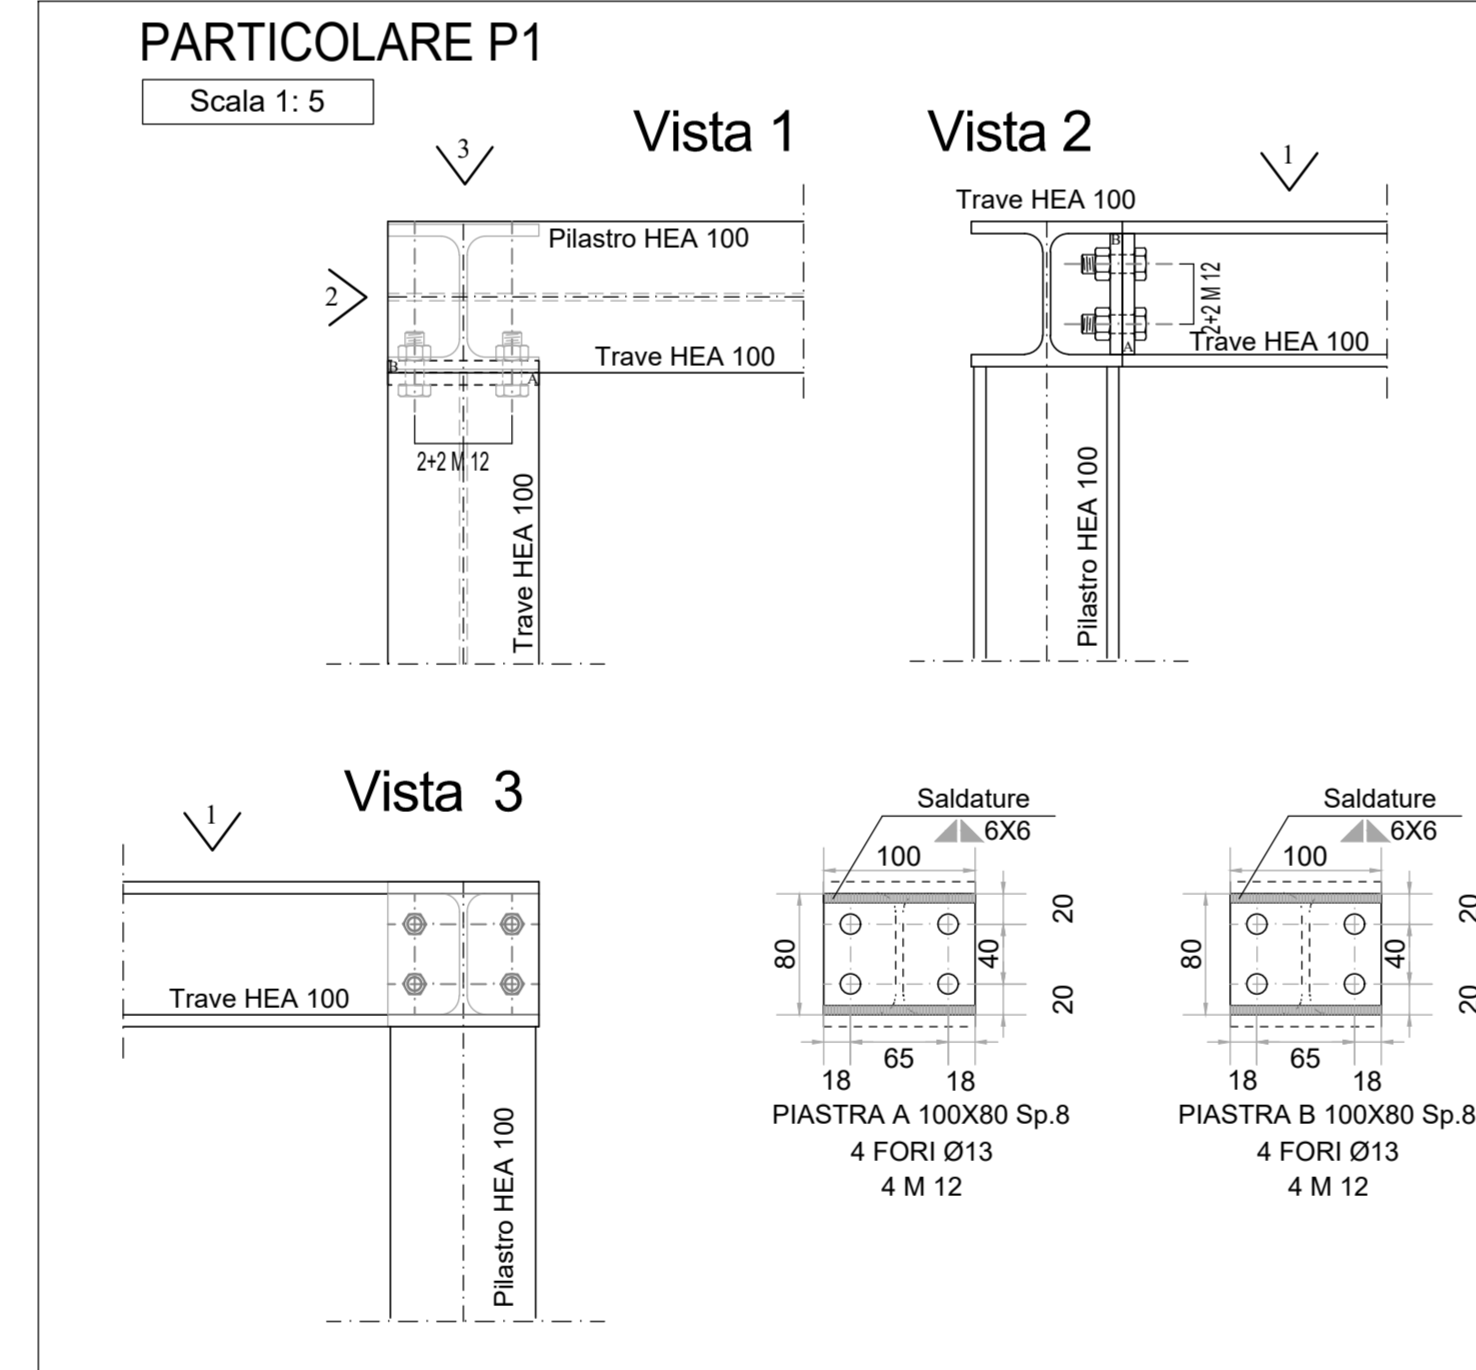 PARTICOLARE P1
Scala 1: 5
Vista 1
Vista 2
3
1
Trave HEA 100
Pilastro HEA 100
2
B
2+2 M 12
Trave HEA 100
Trave HEA 100
B
A
A
2+2 M 12
Trave HEA 100
Pilastro HEA 100
Vista 3
1
Trave HEA 100
Pilastro HEA 100
Saldature
6X6
100
20
80
40
20
65
18
18
PIASTRA A 100X80 Sp.8
4 FORI Ø13
4 M 12
Saldature
6X6
100
20
80
40
20
65
18
18
PIASTRA B 100X80 Sp.8
4 FORI Ø13
4 M 12